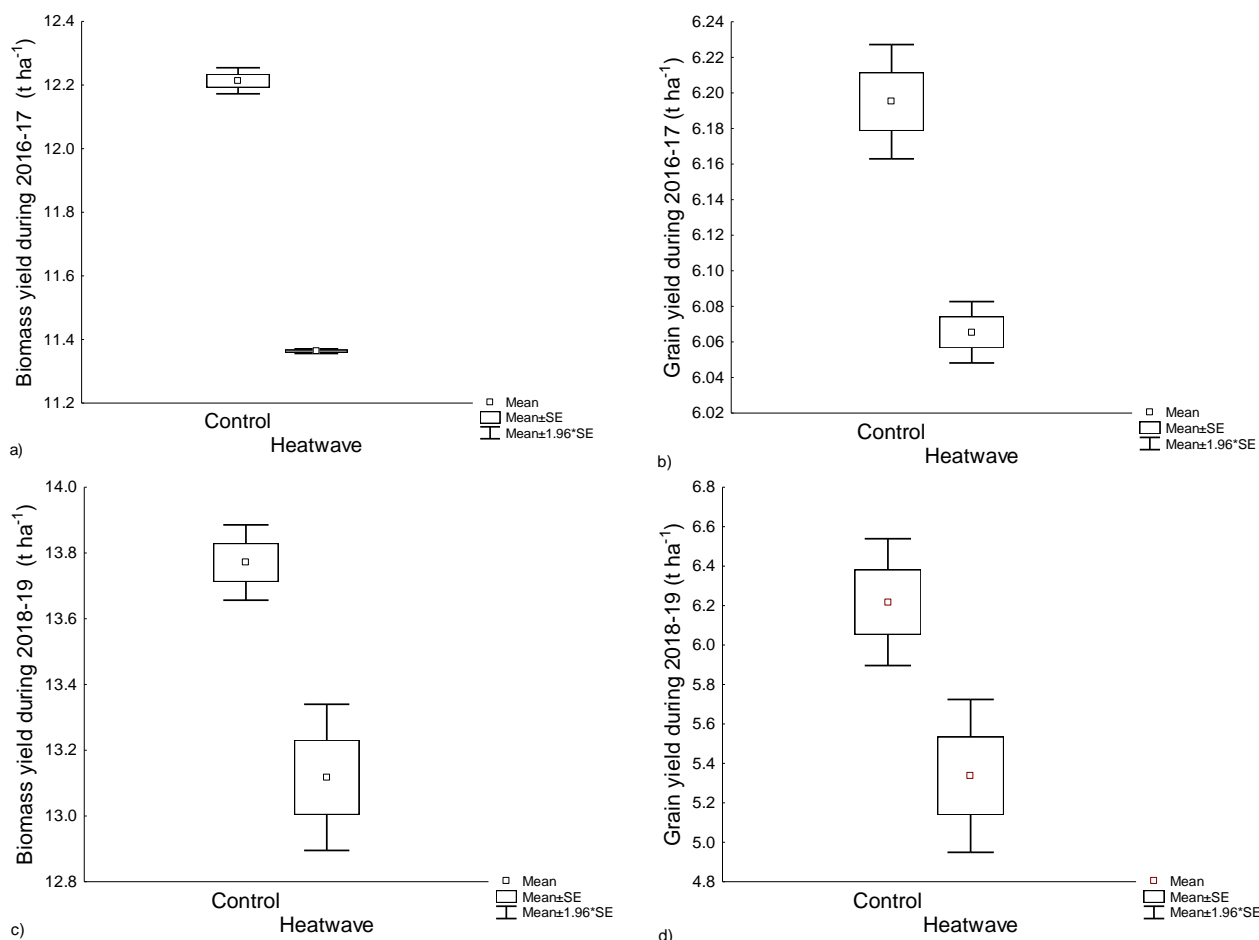 Biomass yield during 2016-17 (t ha-1)
12.4
12.2
12.0
11.8
11.6
11.4
11.2
Control
Heatwave
Mean
Mean±SE
Mean±1.96*SE
a)
Grain yield during 2016-17 (t ha-1)
6.24
6.22
6.20
6.18
6.16
6.14
6.12
6.10
6.08
6.06
6.04
6.02
Control
Heatwave
Mean
Mean±SE
Mean±1.96*SE
b)
Biomass yield during 2018-19 (t ha-1)
14.0
13.8
13.6
13.4
13.2
13.0
12.8
Control
Heatwave
Mean
Mean±SE
Mean±1.96*SE
c)
Grain yield during 2018-19 (t ha-1)
6.8
6.6
6.4
6.2
6.0
5.8
5.6
5.4
5.2
5.0
4.8
Control
Heatwave
Mean
Mean±SE
Mean±1.96*SE
d)